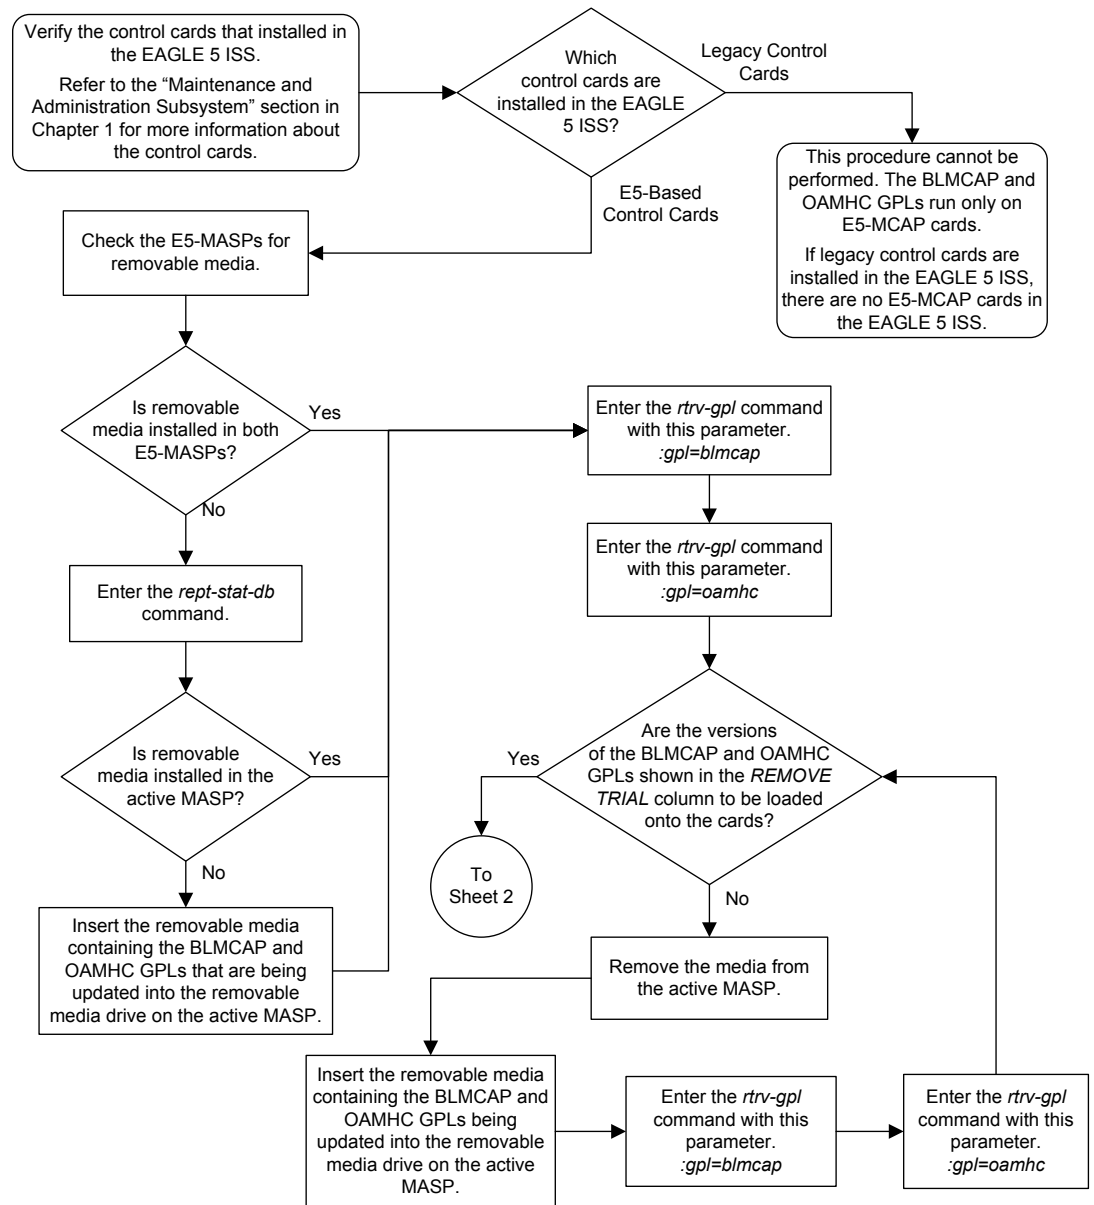 Verify the control cards that installed in
the EAGLE 5 ISS.
Refer to the “Maintenance and
Administration Subsystem” section in
Chapter 1 for more information about
the control cards.
Which
control cards are
installed in the EAGLE
5 ISS?
Legacy Control
Cards
This procedure cannot be
performed. The BLMCAP and
OAMHC GPLs run only on
E5-MCAP cards.
If legacy control cards are
installed in the EAGLE 5 ISS,
there are no E5-MCAP cards in
the EAGLE 5 ISS.
E5-Based
Control Cards
Check the E5-MASPs for
removable media.
Is removable
media installed in both
E5-MASPs?
Yes
No
Enter the rept-stat-db
command.
Is removable
media installed in the
active MASP?
Yes
No
Insert the removable media
containing the BLMCAP and
OAMHC GPLs that are being
updated into the removable
media drive on the active MASP.
Enter the rtrv-gpl command
with this parameter.
:gpl=blmcap
Enter the rtrv-gpl command
with this parameter.
:gpl=oamhc
Are the versions
of the BLMCAP and OAMHC
GPLs shown in the REMOVE
TRIAL column to be loaded
onto the cards?
Yes
To
Sheet 2
No
Remove the media from
the active MASP.
Insert the removable media
containing the BLMCAP and
OAMHC GPLs being
updated into the removable
media drive on the active
MASP.
Enter the rtrv-gpl
command with this
parameter.
:gpl=blmcap
Enter the rtrv-gpl
command with this
parameter.
:gpl=oamhc